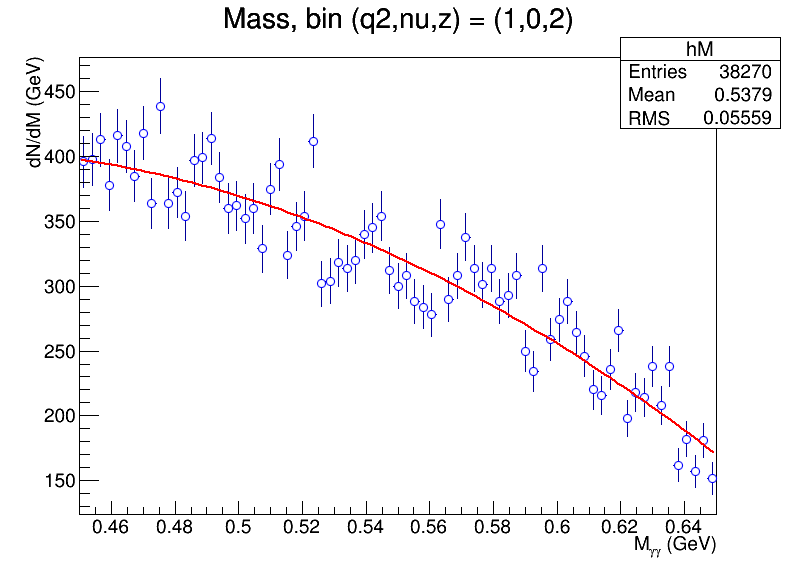 Mass, bin (q2,nu,z) = (1,0,2)
hM
Entries 38270
Mean 0.5379
RMS 0.05559
dN/dM (GeV)
450
400
350
300
250
200
150
0.46 0.48 0.5 0.52 0.54 0.56 0.58 0.6 0.62 0.64
Mγγ (GeV)